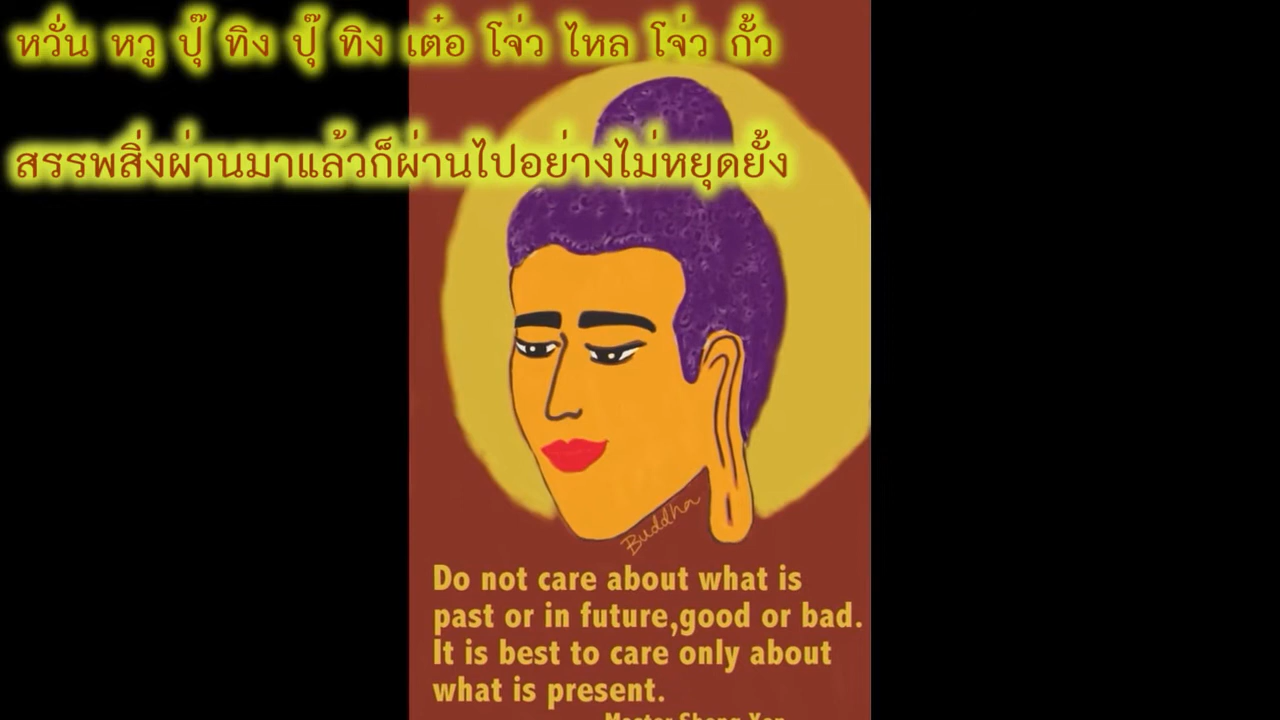 หวั่น หวู ปุ๊ ทิง ปุ๊ ทิง เต๋อ โจ่ว ไหล โจ่ว กั้ว
สรรพสิ่งผ่านมาแล้วก็ผ่านไปอย่างไม่หยุดยั้ง
Buddha
Do not care about what is
past or in future,good or bad.
It is best to care only about
what is present.
Master Sheng Yen